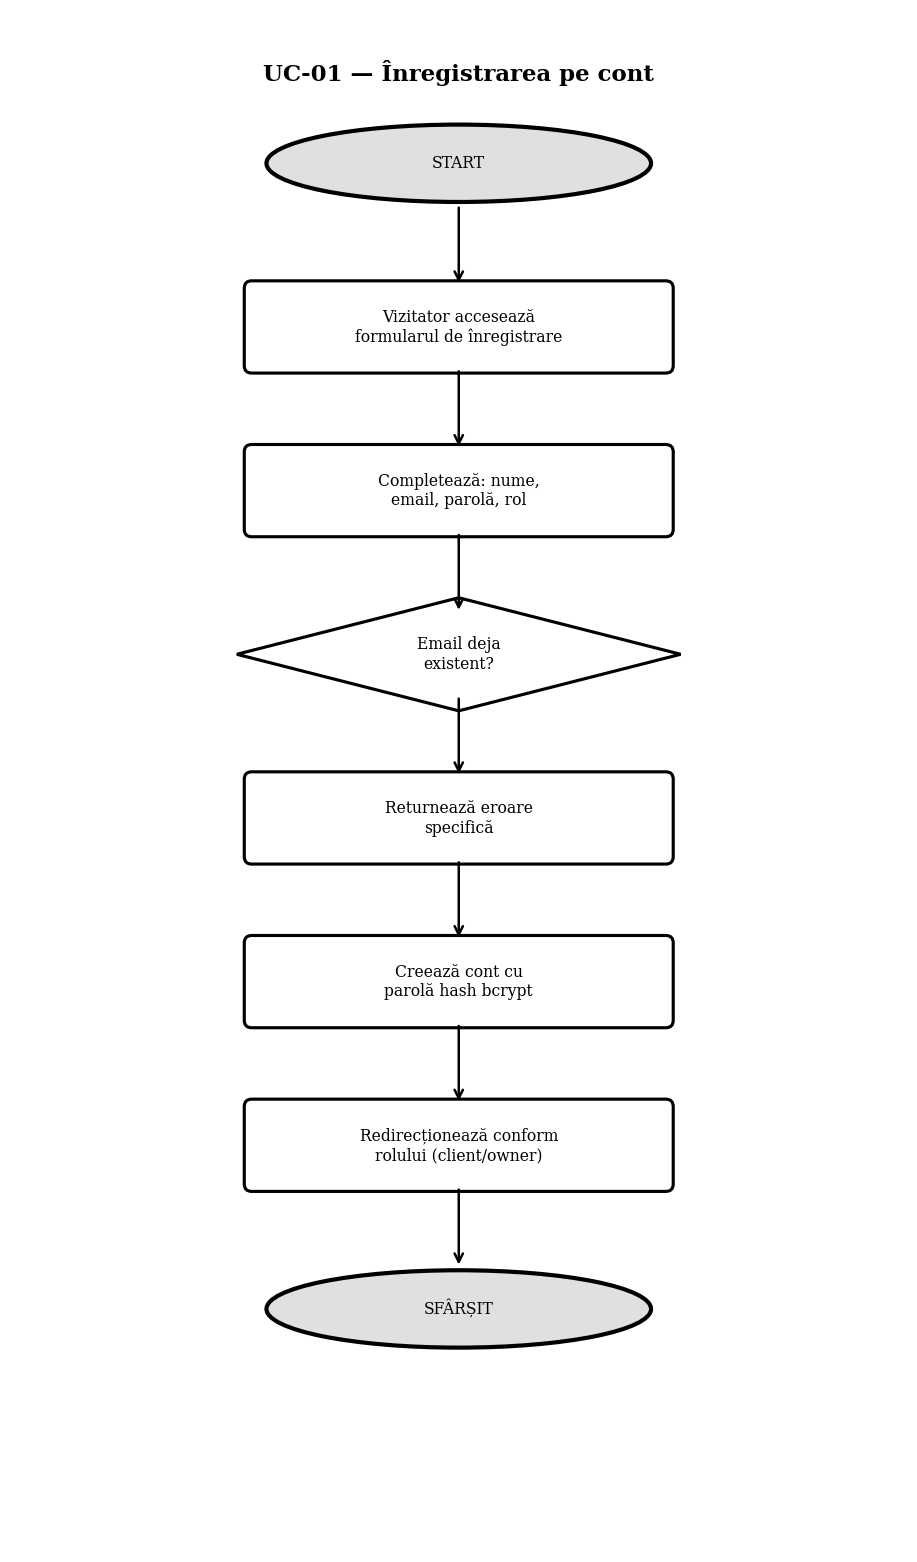 UC-01 — Înregistrarea pe cont
START
Vizitator accesează
formularul de înregistrare
Completează: nume,
email, parolă, rol
Email deja
existent?
Returnează eroare
specifică
Creează cont cu
parolă hash bcrypt
Redirecționează conform
rolului (client/owner)
SFÂRȘIT